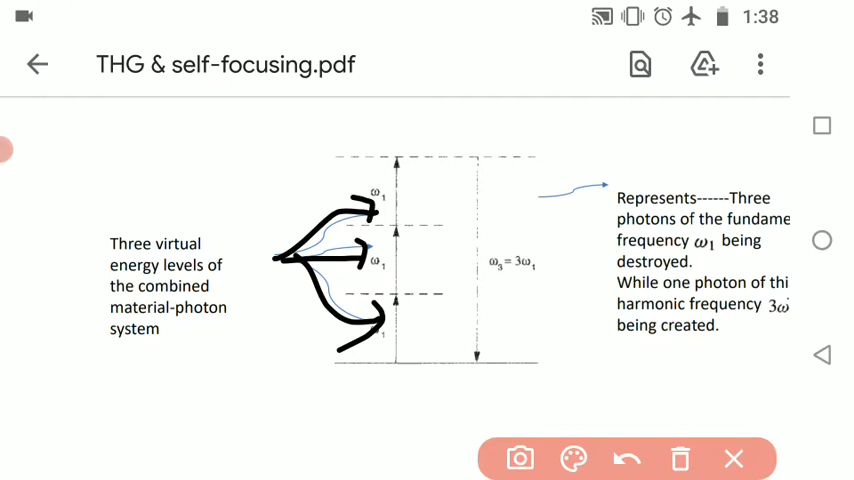 1:38
THG & self-focusing.pdf
ω1
ω1
1
ω3 = 3ω1
Three virtual
energy levels of
the combined
material-photon
system
Represents------Three
photons of the fundame
frequency ω1 being
destroyed.
While one photon of thi
harmonic frequency 3ω
being created.